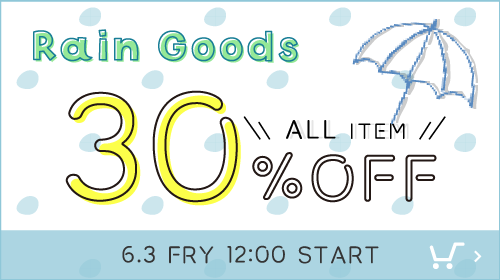 Rain Goods
30
\\ ALL ITEM //
%OFF
6.3 FRY 12:00 START